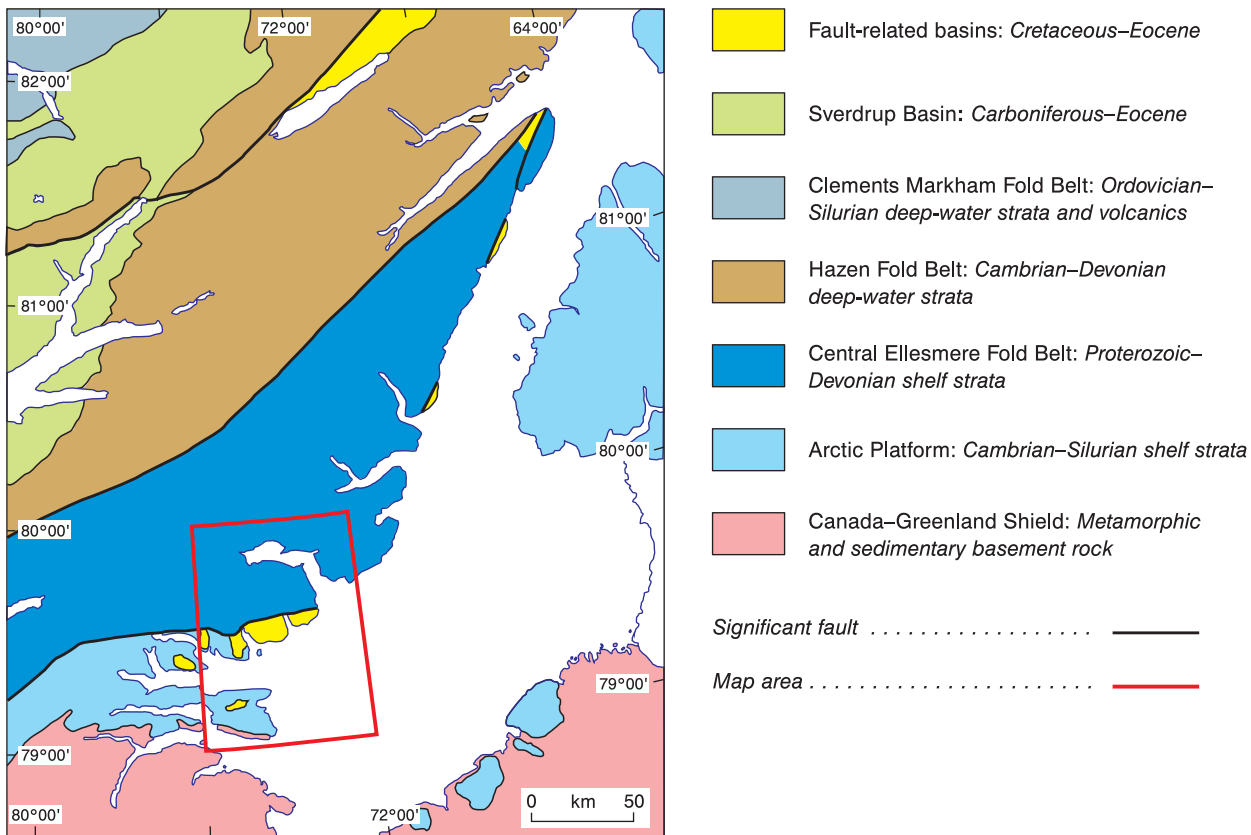 80°00'
72°00'
64°00'
82°00'
81°00'
81°00'
80°00'
80°00'
79°00'
79°00'
80°00'
72°00'
0 km 50
Fault-related basins: Cretaceous–Eocene
Sverdrup Basin: Carboniferous–Eocene
Clements Markham Fold Belt: Ordovician–
Silurian deep-water strata and volcanics
Hazen Fold Belt: Cambrian–Devonian
deep-water strata
Central Ellesmere Fold Belt: Proterozoic–
Devonian shelf strata
Arctic Platform: Cambrian–Silurian shelf strata
Canada–Greenland Shield: Metamorphic
and sedimentary basement rock
Significant fault . . . . . . . . . . . . . . . . . . . .
Map area . . . . . . . . . . . . . . . . . . . . . . . . .